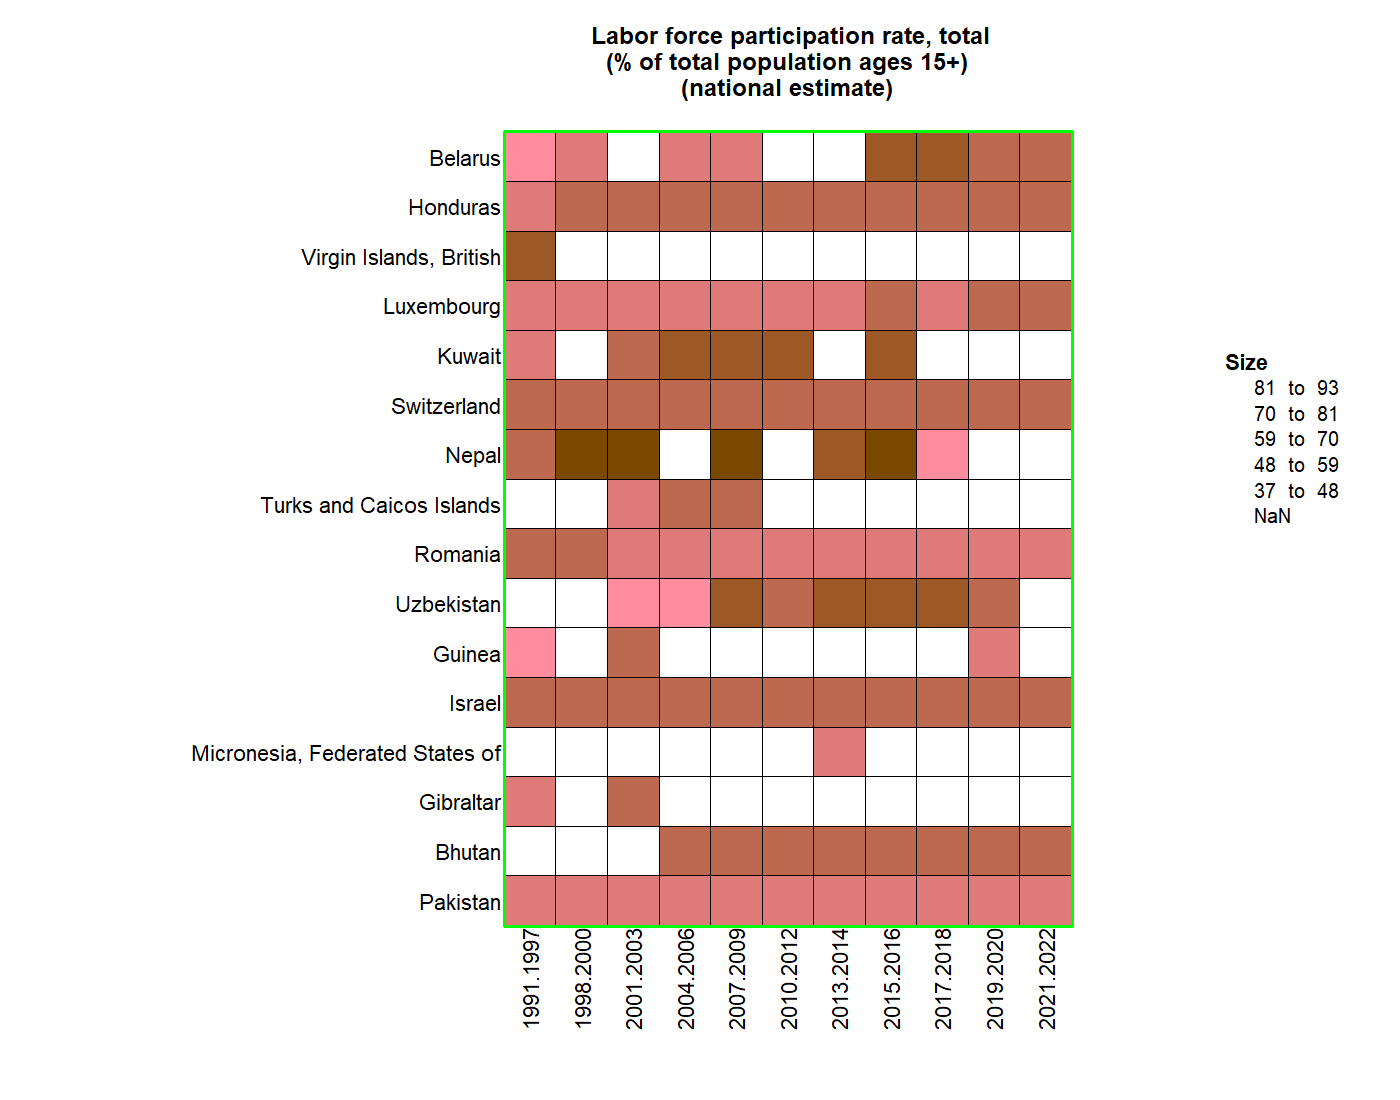 Labor force participation rate, total
(% of total population ages 15+)
(national estimate)
Belarus
Honduras
Virgin Islands, British
Luxembourg
Kuwait
Switzerland
Nepal
Turks and Caicos Islands
Romania
Uzbekistan
Guinea
Israel
Micronesia, Federated States of
Gibraltar
Bhutan
Pakistan
1991.1997
1998.2000
2001.2003
2004.2006
2007.2009
2010.2012
2013.2014
2015.2016
2017.2018
2019.2020
2021.2022
Size
81 to 93
70 to 81
59 to 70
48 to 59
37 to 48
NaN